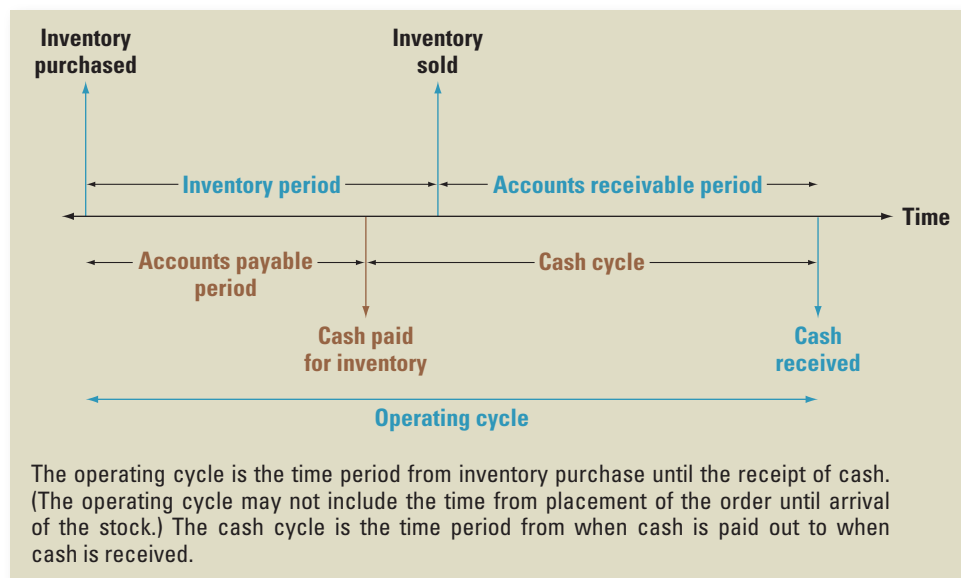 Inventory
purchased
Inventory
sold
Inventory period
Accounts receivable period
Time
Accounts payable
period
Cash cycle
Cash paid
for inventory
Cash
received
Operating cycle
The operating cycle is the time period from inventory purchase until the receipt of cash.
(The operating cycle may not include the time from placement of the order until arrival
of the stock.) The cash cycle is the time period from when cash is paid out to when
cash is received.